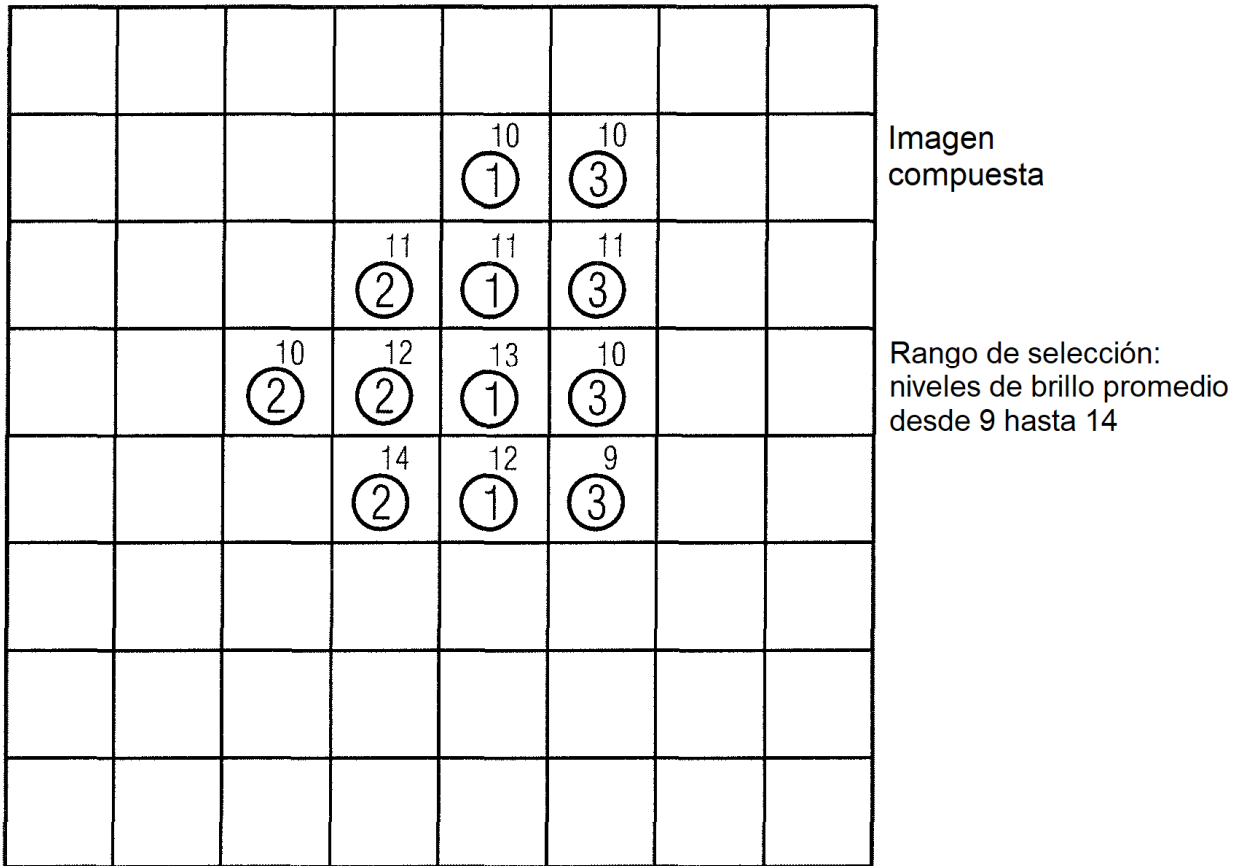 10 10
1 3
Imagen
compuesta
11 11 11
2 1 3
10 12 13 10
2 2 1 3
Rango de selección:
niveles de brillo promedio
desde 9 hasta 14
14 12 9
2 1 3